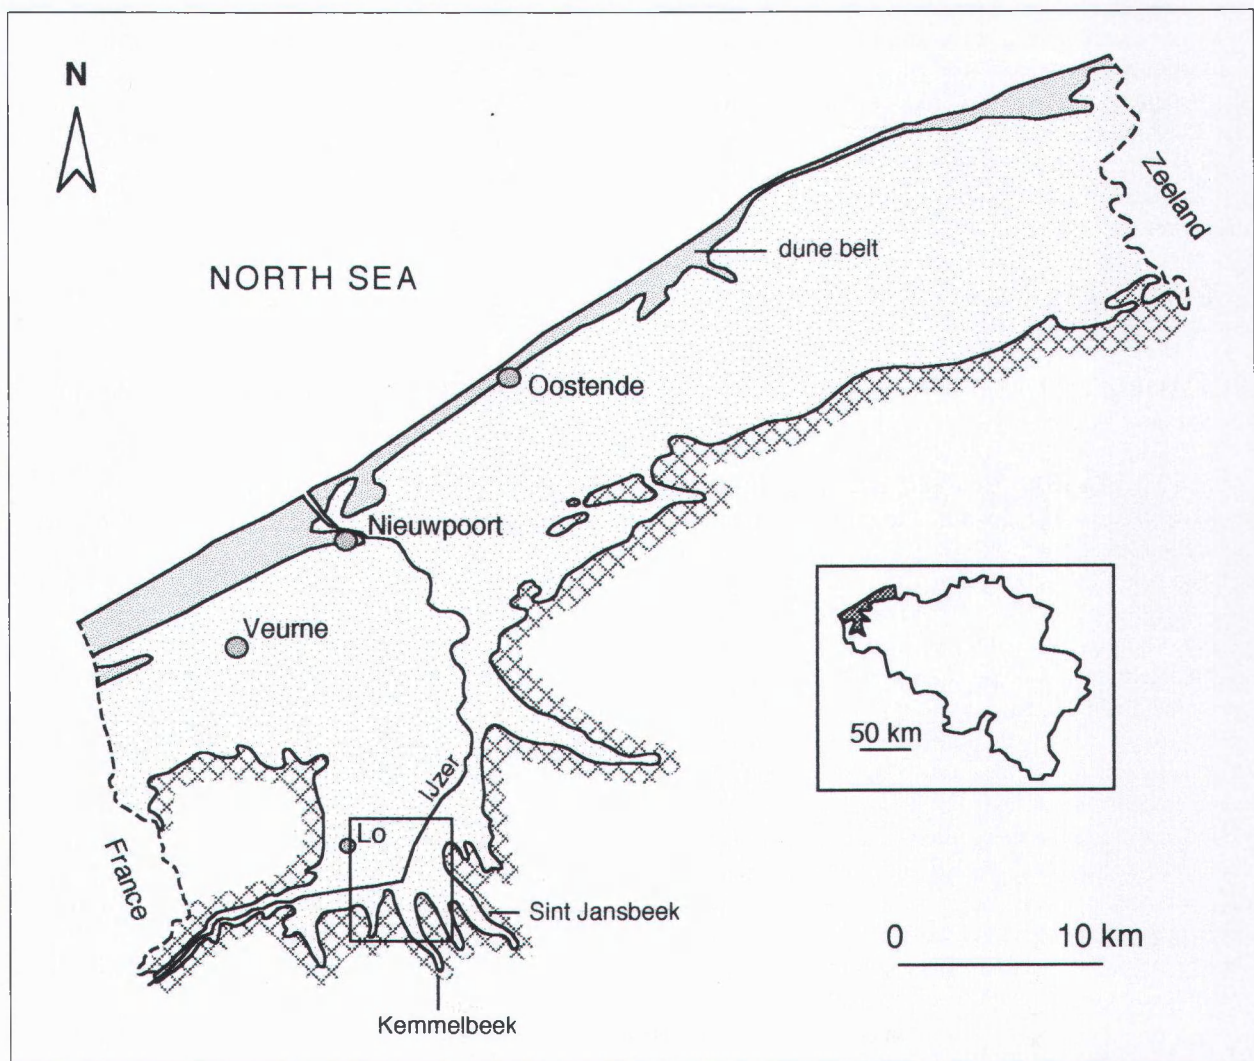 N
Zeeland
dune belt
NORTH SEA
Oostende
Nieuwpoort
Veurne
50 km
IJzer
Lo
France
Sint Jansbeek
0 10 km
Kemmelbeek